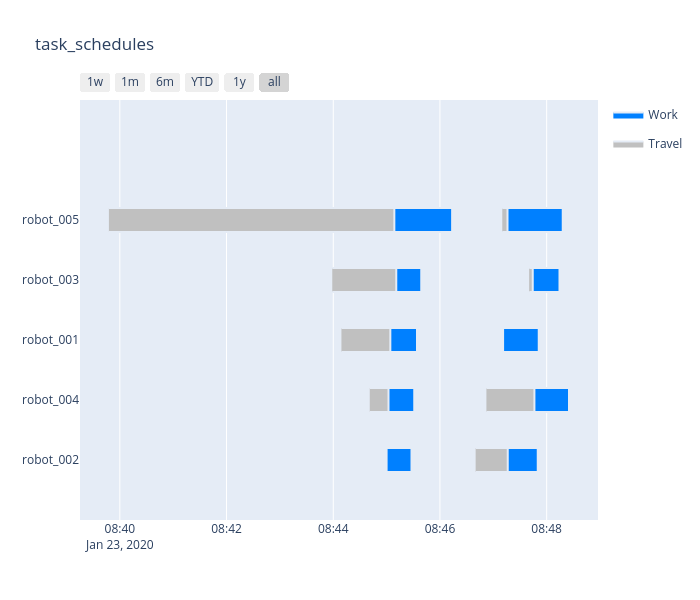 task_schedules
1w 1m 6m YTD 1y all
Work
Travel
robot_005
robot_003
robot_001
robot_004
robot_002
08:40 08:42 08:44 08:46 08:48
Jan 23, 2020